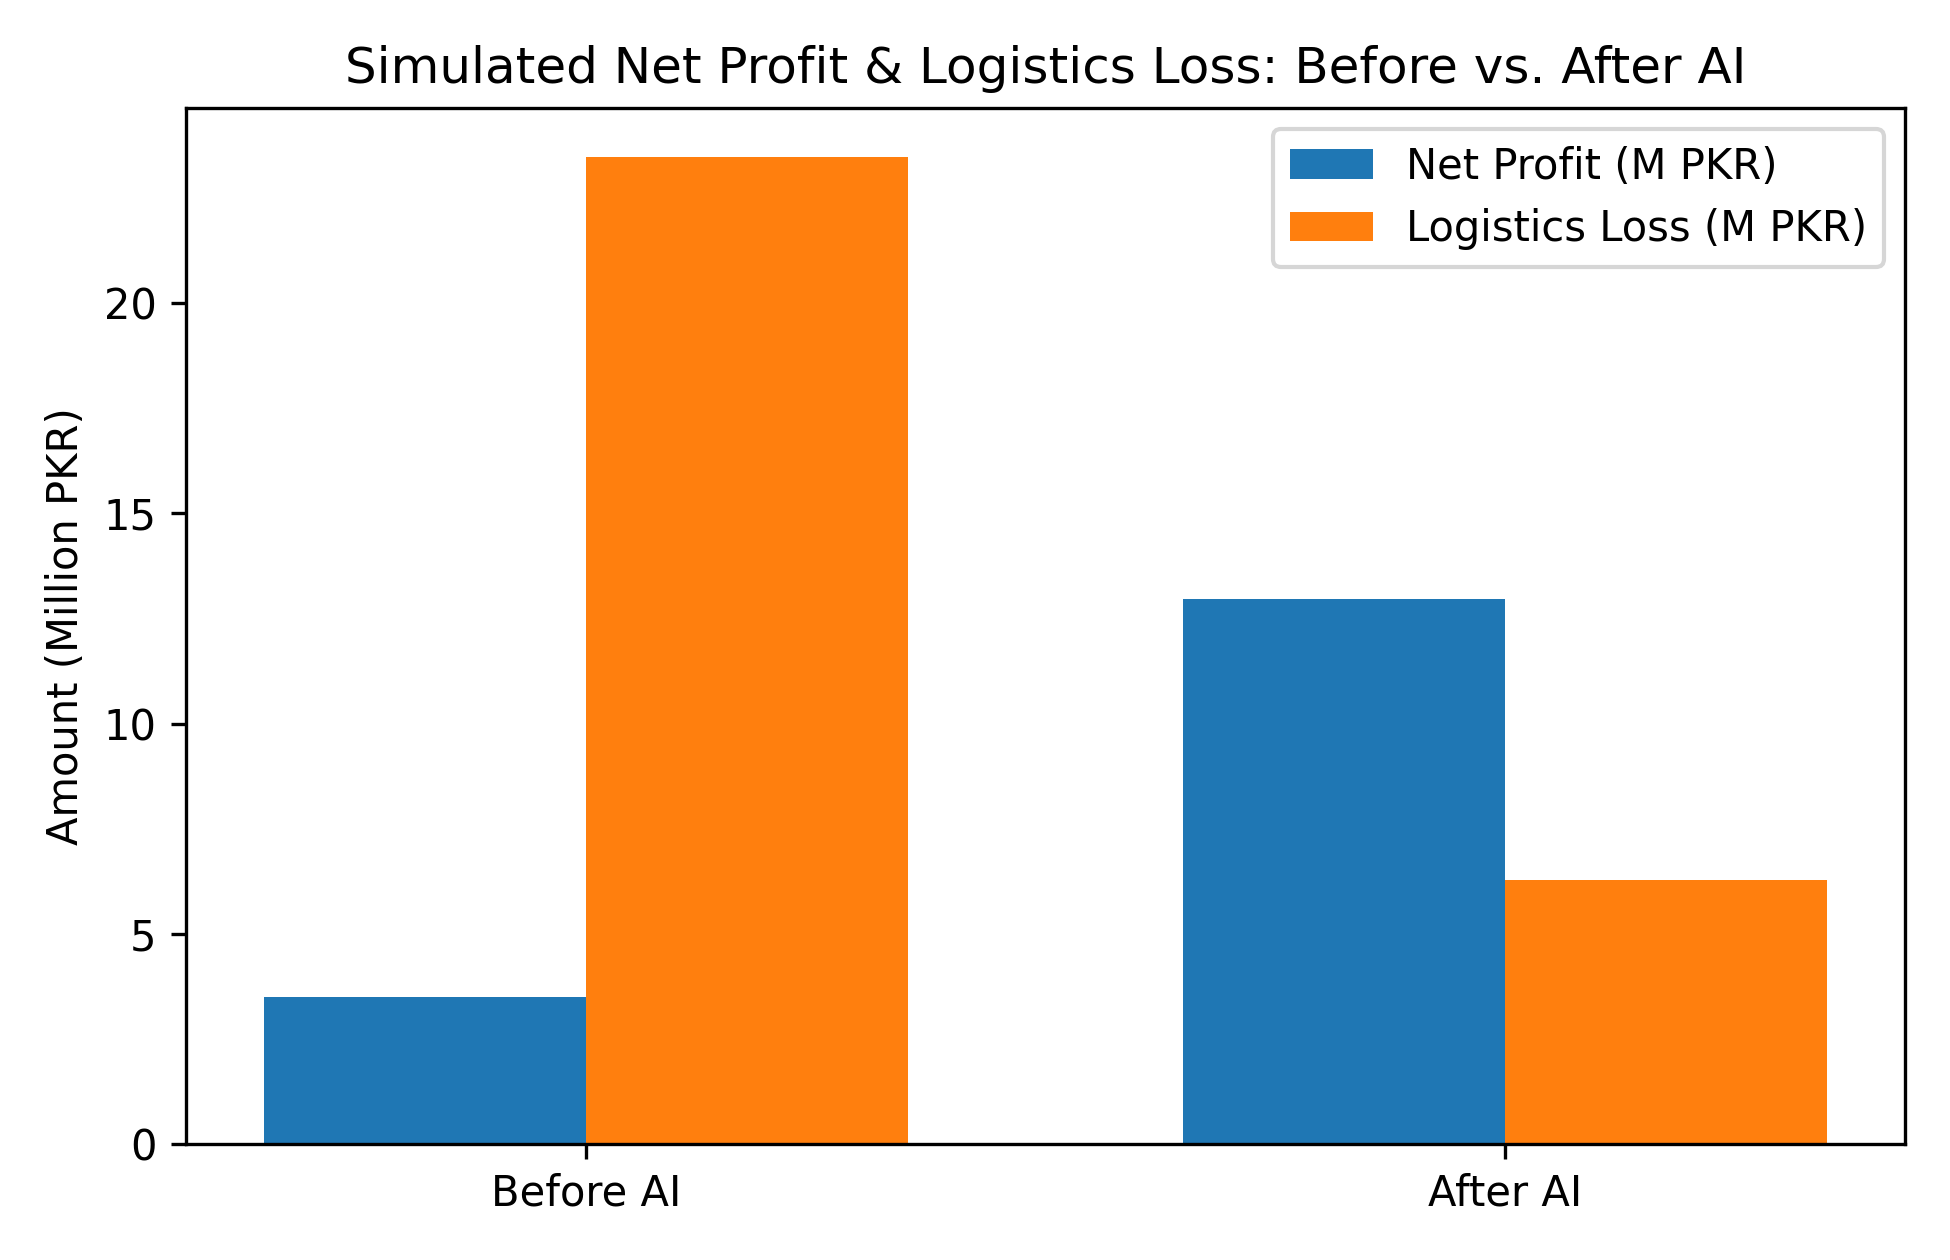 Simulated Net Profit & Logistics Loss: Before vs. After AI
Net Profit (M PKR)
Logistics Loss (M PKR)
Amount (Million PKR)
20
15
10
5
0
Before AI
After AI